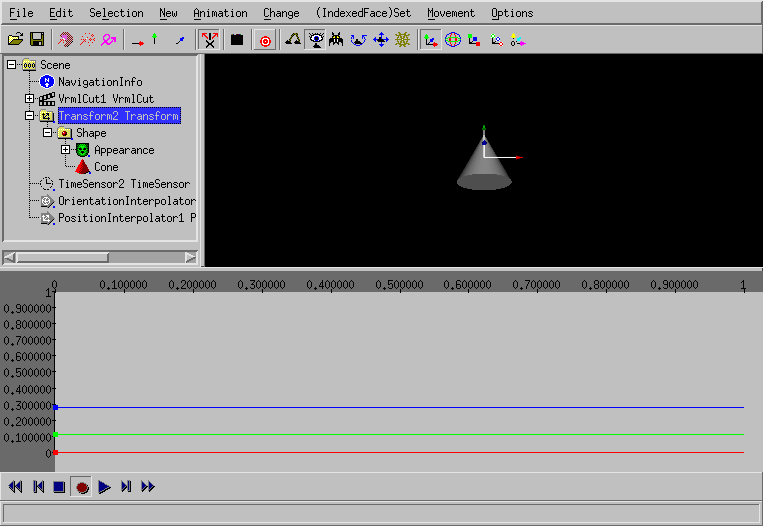 File Edit Selection New Animation Change (IndexedFace)Set Movement Options
Scene
NavigationInfo
VrmlCut1 VrmlCut
Transform2 Transform
Shape
Appearance
Cone
TimeSensor2 TimeSensor
OrientationInterpolator
PositionInterpolator1 P
0 0.100000 0.200000 0.300000 0.400000 0.500000 0.600000 0.700000 0.800000 0.900000 1
1
0.900000
0.800000
0.700000
0.600000
0.500000
0.400000
0.300000
0.200000
0.100000
0